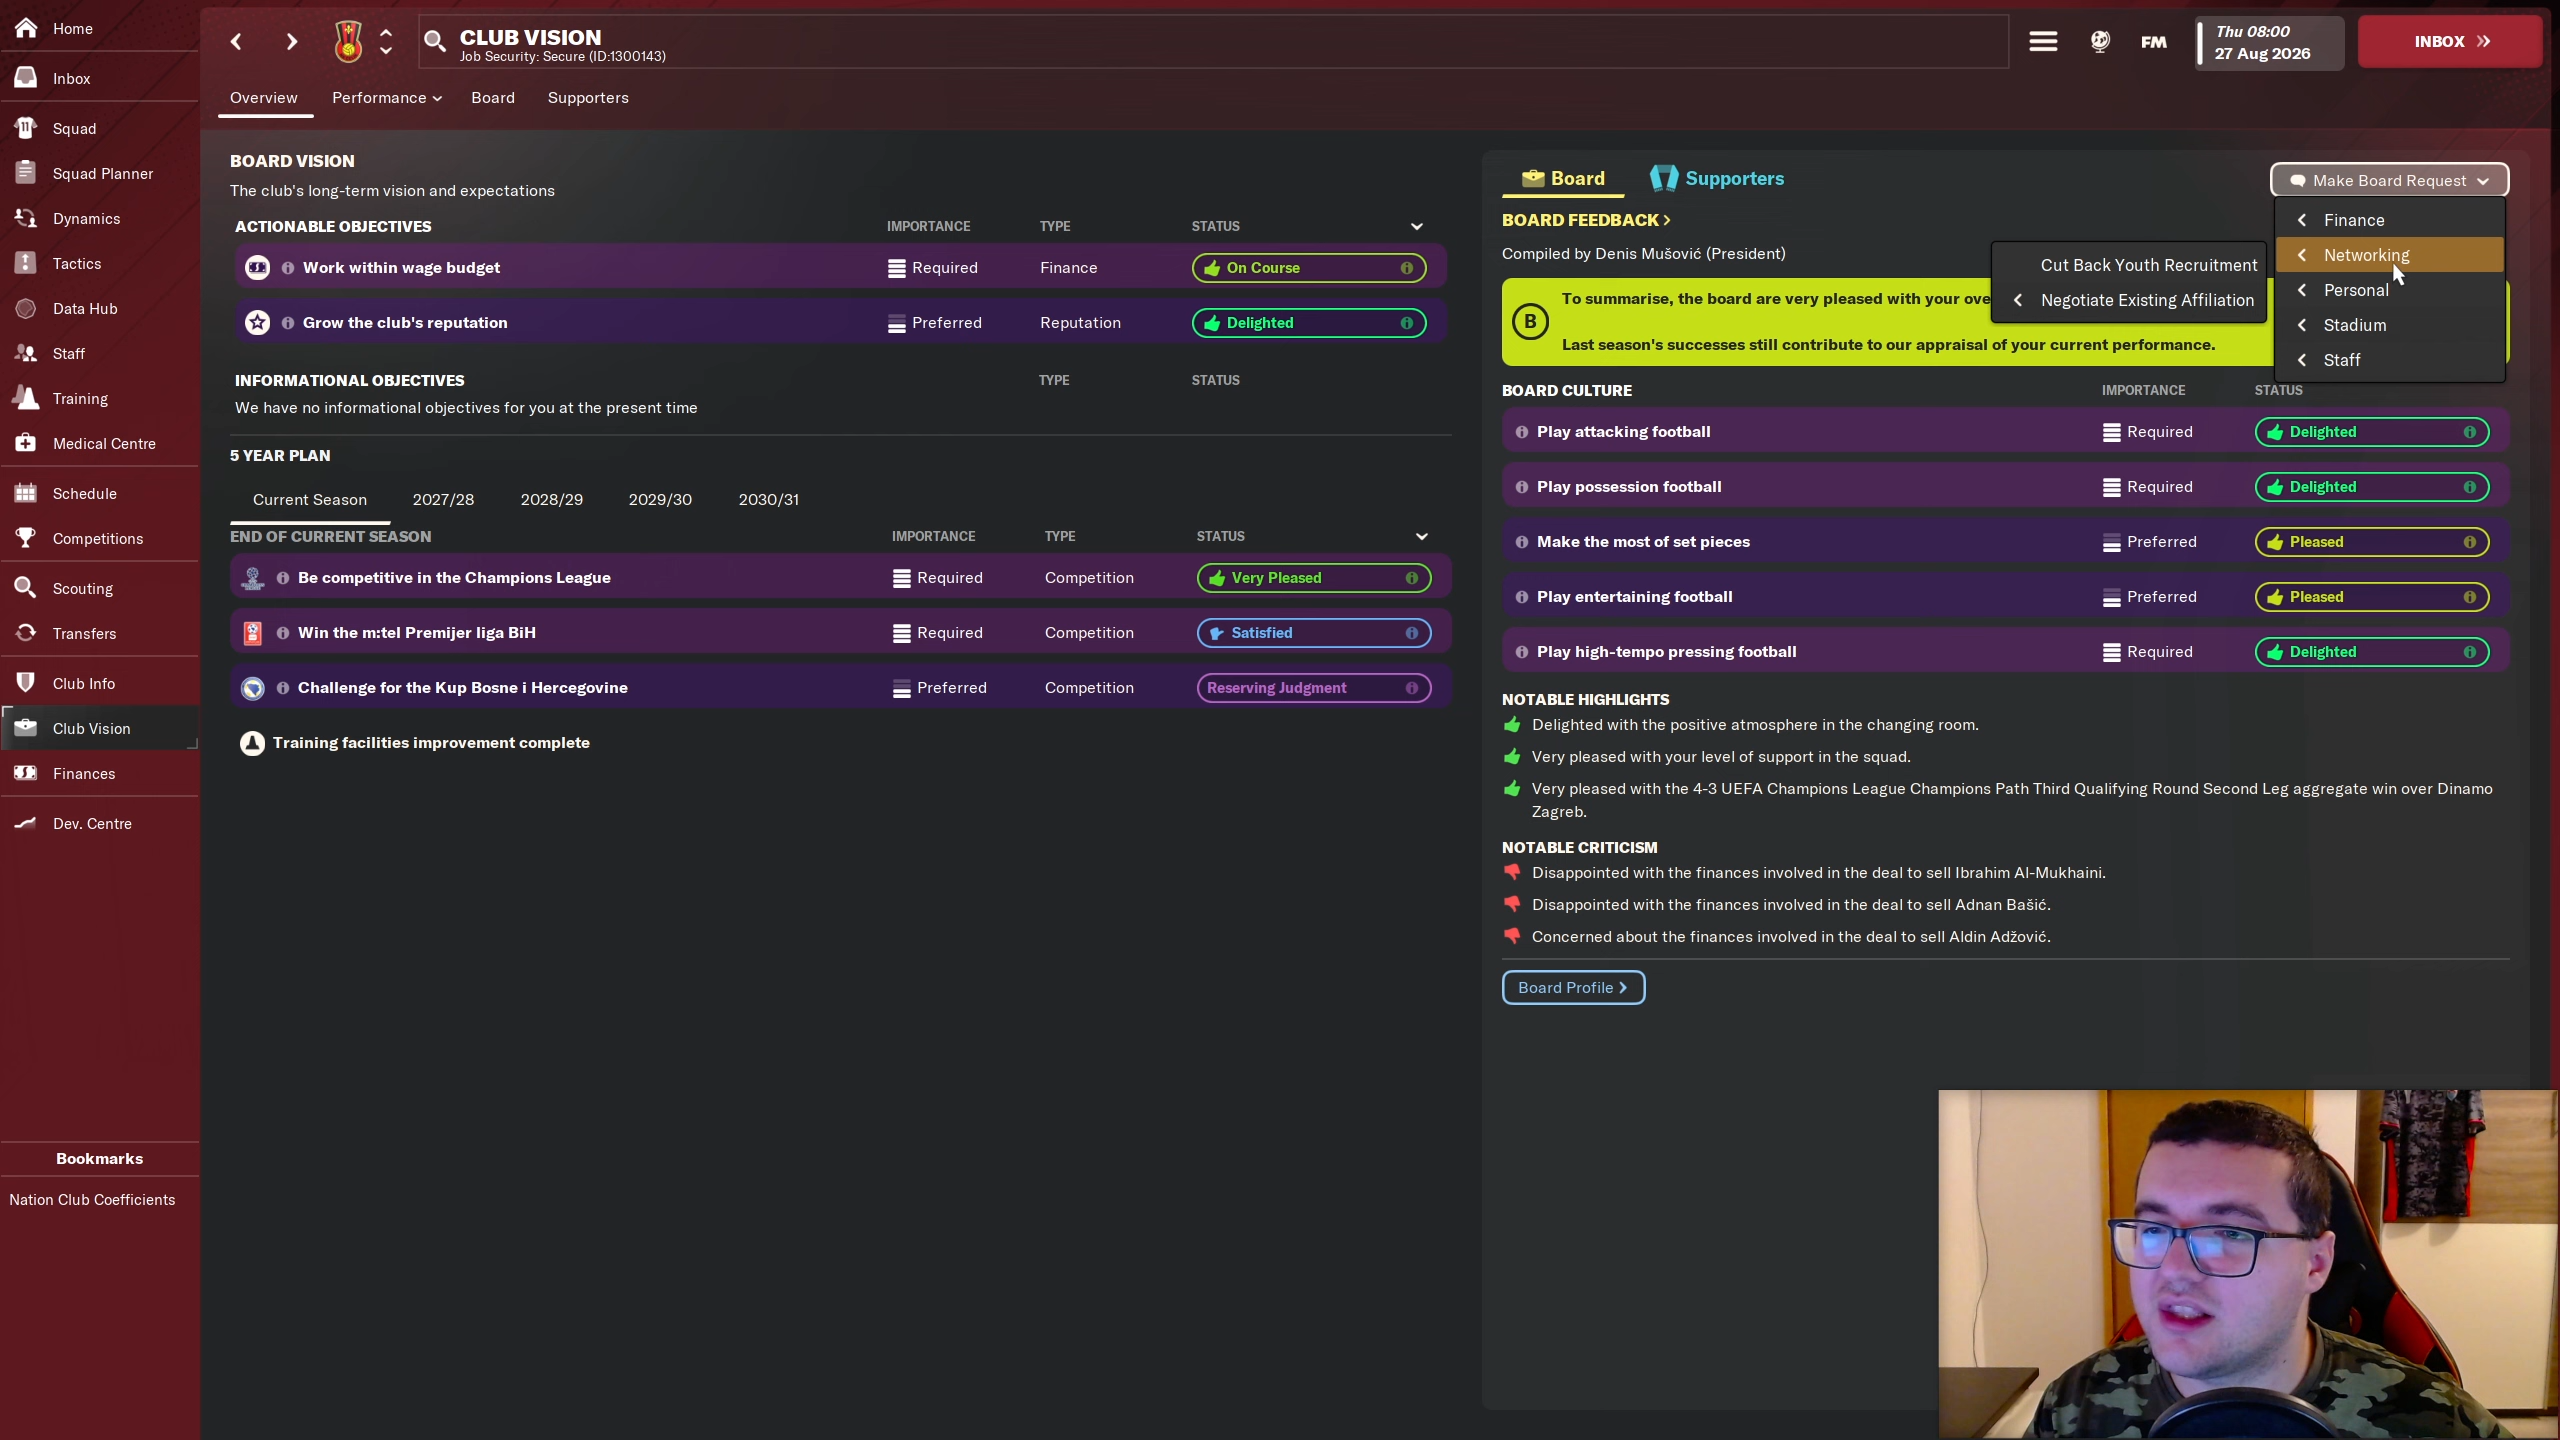 Home
Inbox
Squad
Squad Planner
Dynamics
Tactics
Data Hub
Staff
Training
Medical Centre
Schedule
Competitions
Scouting
Transfers
Club Info
Club Vision
Finances
Dev. Centre
Bookmarks
Nation Club Coefficients
CLUB VISION
Job Security: Secure (ID:1300143)
FM
Thu 08:00
27 Aug 2026
INBOX
Overview Performance Board Supporters
BOARD VISION
The club's long-term vision and expectations
ACTIONABLE OBJECTIVES IMPORTANCE TYPE STATUS
Work within wage budget Required Finance On Course
Grow the club's reputation Preferred Reputation Delighted
INFORMATIONAL OBJECTIVES TYPE STATUS
We have no informational objectives for you at the present time
5 YEAR PLAN
Current Season 2027/28 2028/29 2029/30 2030/31
END OF CURRENT SEASON IMPORTANCE TYPE STATUS
Be competitive in the Champions League Required Competition Very Pleased
Win the m:tel Premijer liga BiH Required Competition Satisfied
Challenge for the Kup Bosne i Hercegovine Preferred Competition Reserving Judgment
Training facilities improvement complete
Board Supporters
Make Board Request
Finance
Networking
Personal
Stadium
Staff
Cut Back Youth Recruitment
Negotiate Existing Affiliation
BOARD FEEDBACK
Compiled by Denis Mušović (President)
B
To summarise, the board are very pleased with your ove
Last season's successes still contribute to our appraisal of your current performance.
BOARD CULTURE IMPORTANCE STATUS
Play attacking football Required Delighted
Play possession football Required Delighted
Make the most of set pieces Preferred Pleased
Play entertaining football Preferred Pleased
Play high-tempo pressing football Required Delighted
NOTABLE HIGHLIGHTS
Delighted with the positive atmosphere in the changing room.
Very pleased with your level of support in the squad.
Very pleased with the 4-3 UEFA Champions League Champions Path Third Qualifying Round Second Leg aggregate win over Dinamo
Zagreb.
NOTABLE CRITICISM
Disappointed with the finances involved in the deal to sell Ibrahim Al-Mukhaini.
Disappointed with the finances involved in the deal to sell Adnan Bašić.
Concerned about the finances involved in the deal to sell Aldin Adžović.
Board Profile